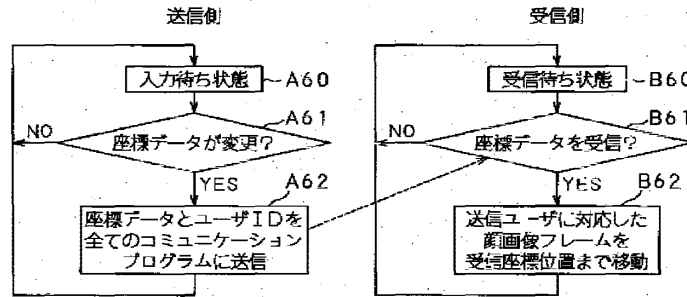 送信側
入力待ち状態
A60
座標データが変更?
A61
NO
YES
A62
座標データとユーザIDを
全てのコミュニケーション
プログラムに送信
受信側
受信待ち状態
B60
座標データを受信?
B61
NO
YES
B62
送信ユーザに対応した
顔画像フレームを
受信座標位置まで移動